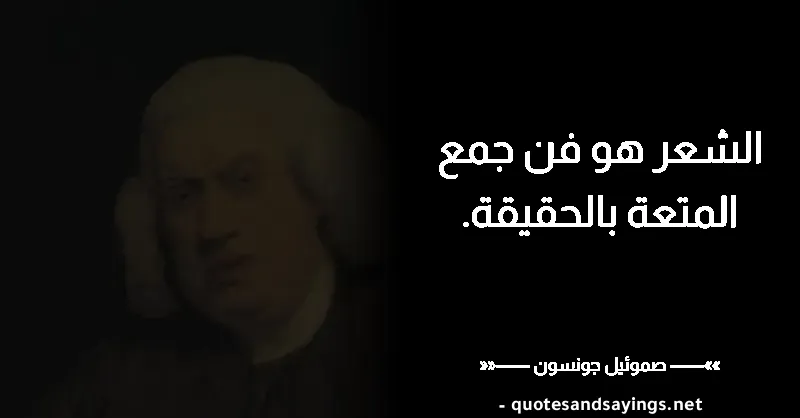 الشعر هو فن جمع
المتعة بالحقيقة.
»»—— صموئيل جونسون ——««
- quotesandsayings.net